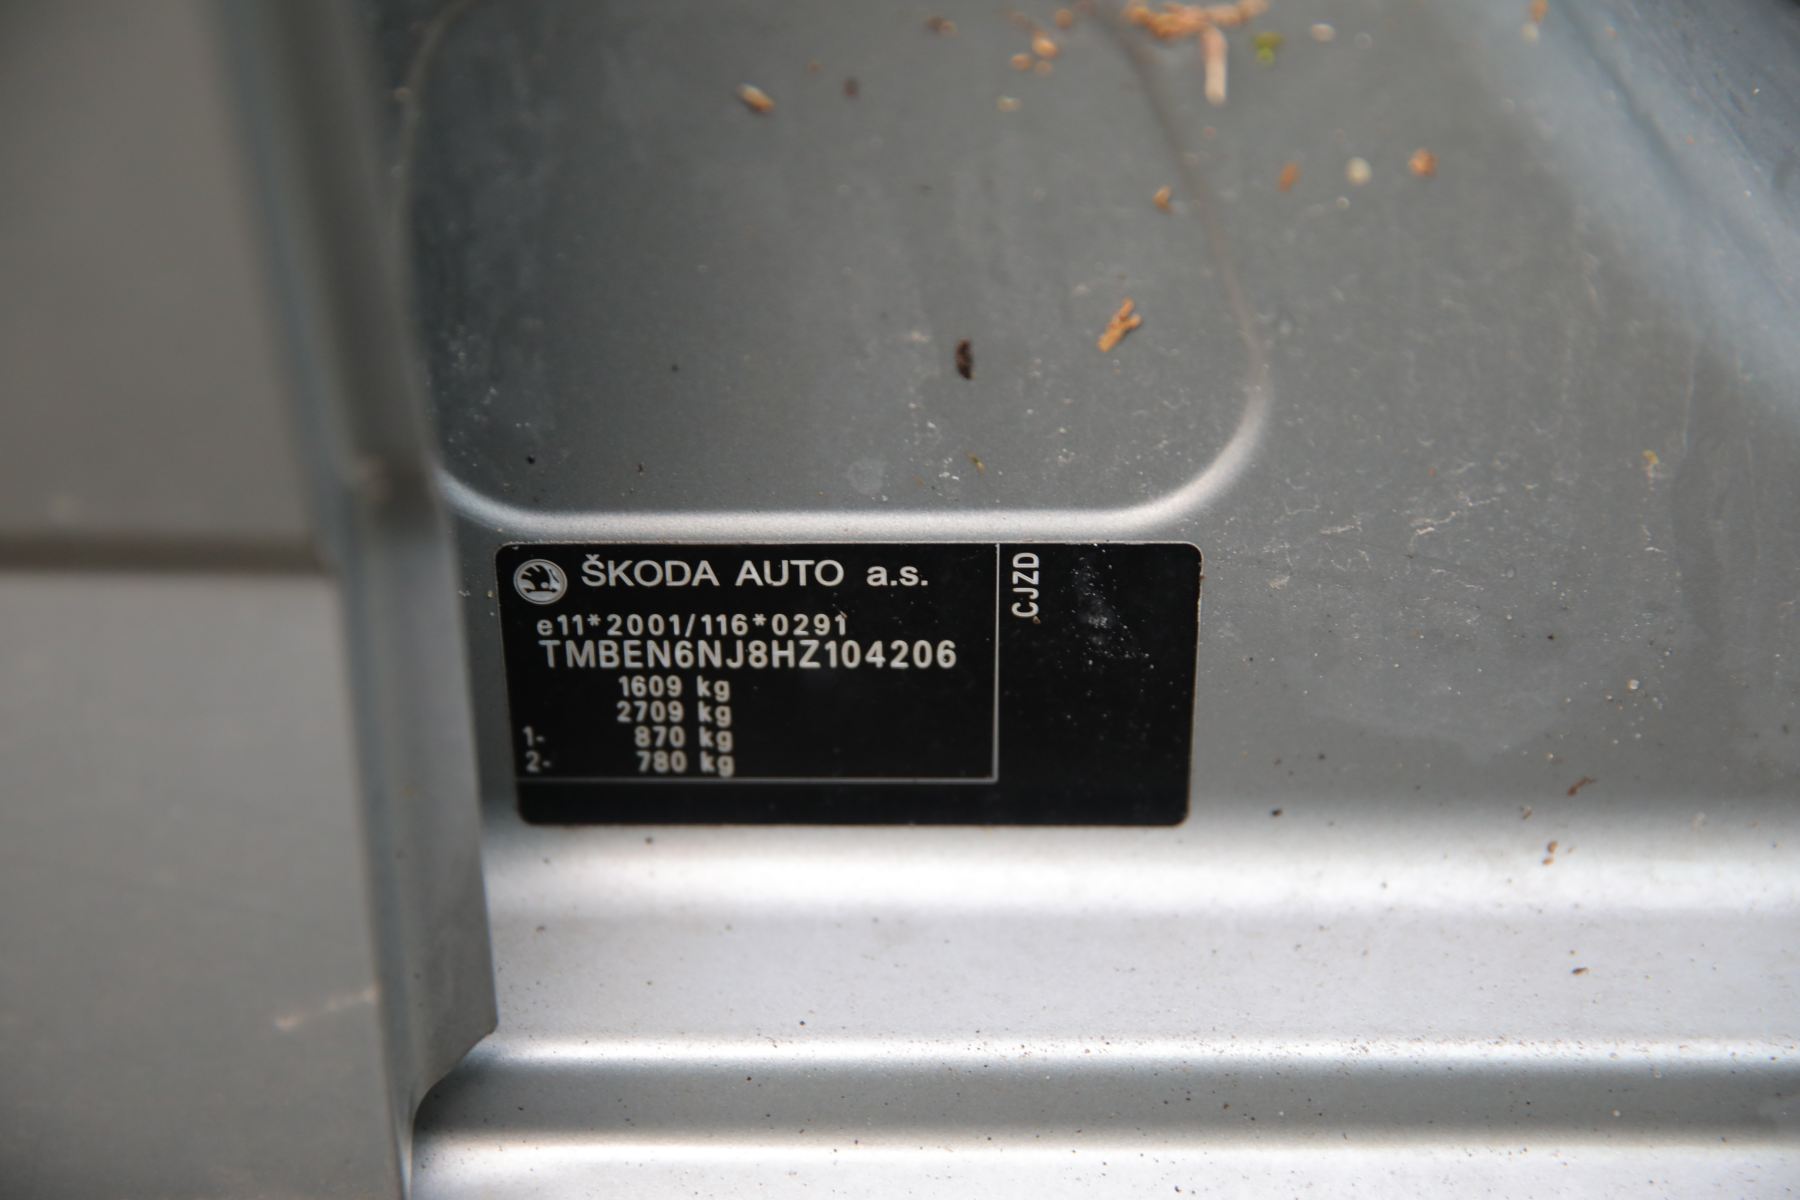 ŠKODA AUTO a.s.
e11*2001/116*0291
TMBEN6NJ8HZ104206
1609 kg
2709 kg
1- 870 kg
2- 780 kg
CJZD